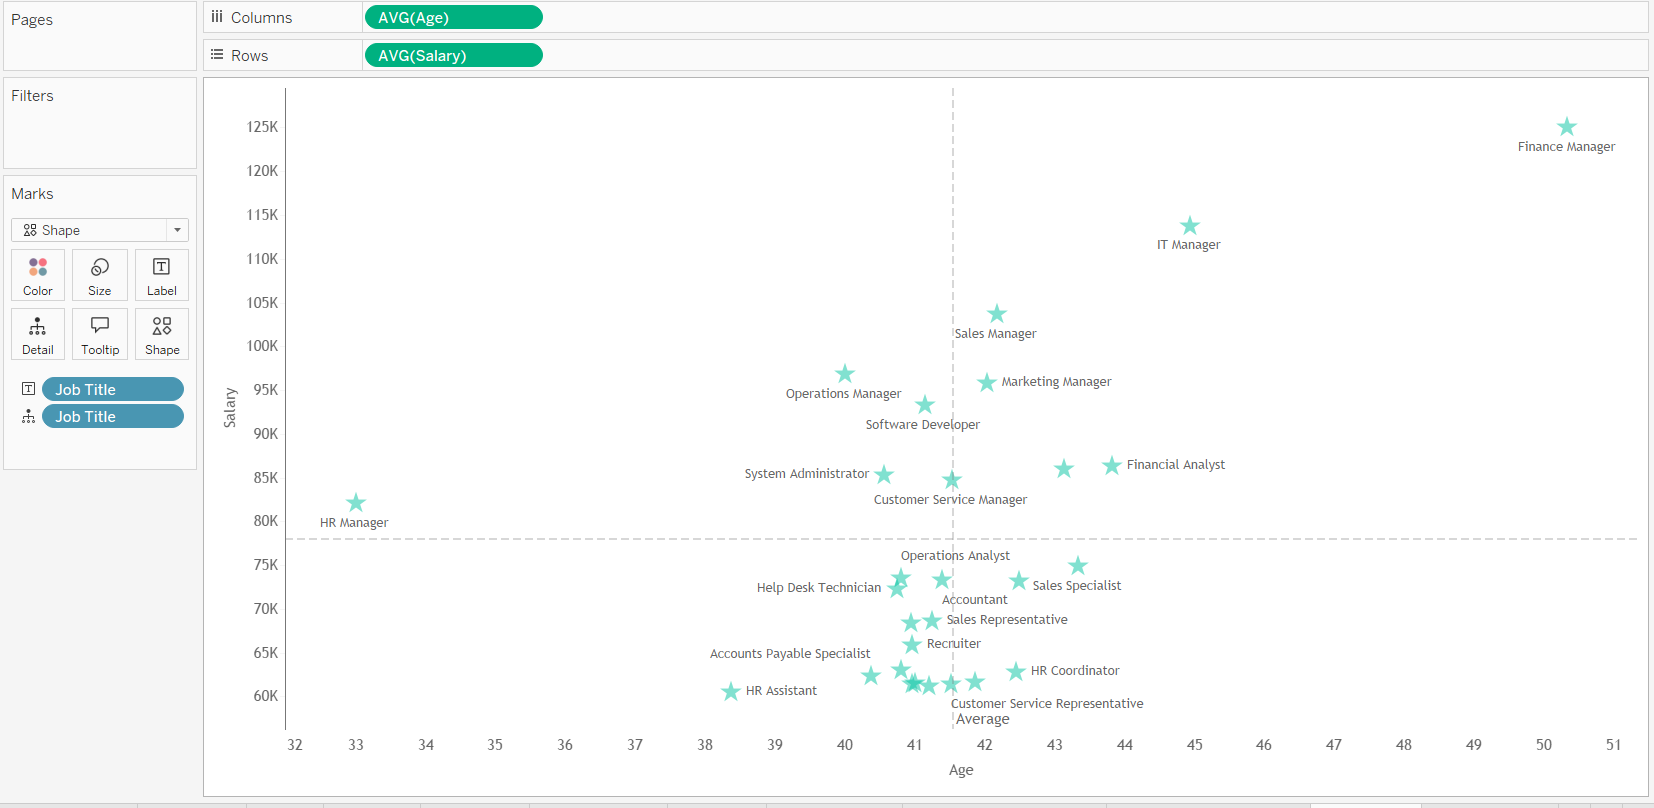 Pages
Columns
AVG(Age)
Rows
AVG(Salary)
Filters
Marks
Shape
Color
Size
Label
Detail
Tooltip
Shape
Job Title
Job Title
125K
120K
115K
110K
105K
100K
95K
90K
85K
80K
75K
70K
65K
60K
Salary
Finance Manager
IT Manager
Sales Manager
Marketing Manager
Operations Manager
Software Developer
Financial Analyst
System Administrator
Customer Service Manager
HR Manager
Operations Analyst
Help Desk Technician
Sales Specialist
Accountant
Sales Representative
Recruiter
Accounts Payable Specialist
HR Coordinator
HR Assistant
Customer Service Representative
Average
32 33 34 35 36 37 38 39 40 41 42 43 44 45 46 47 48 49 50 51
Age